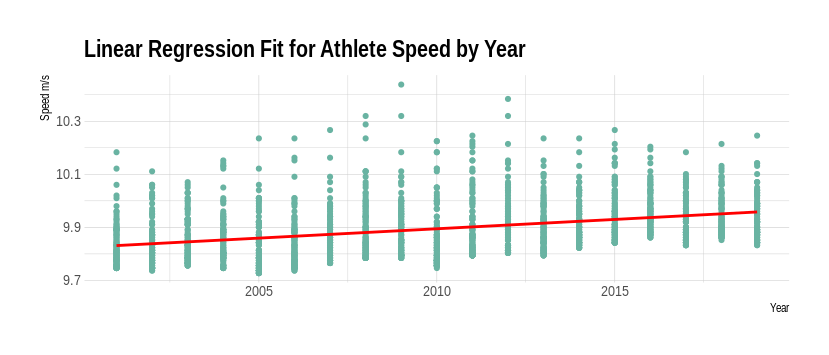 Linear Regression Fit for Athlete Speed by Year
Speed m/s
10.3
10.1
9.9
9.7
2005
2010
2015
Year